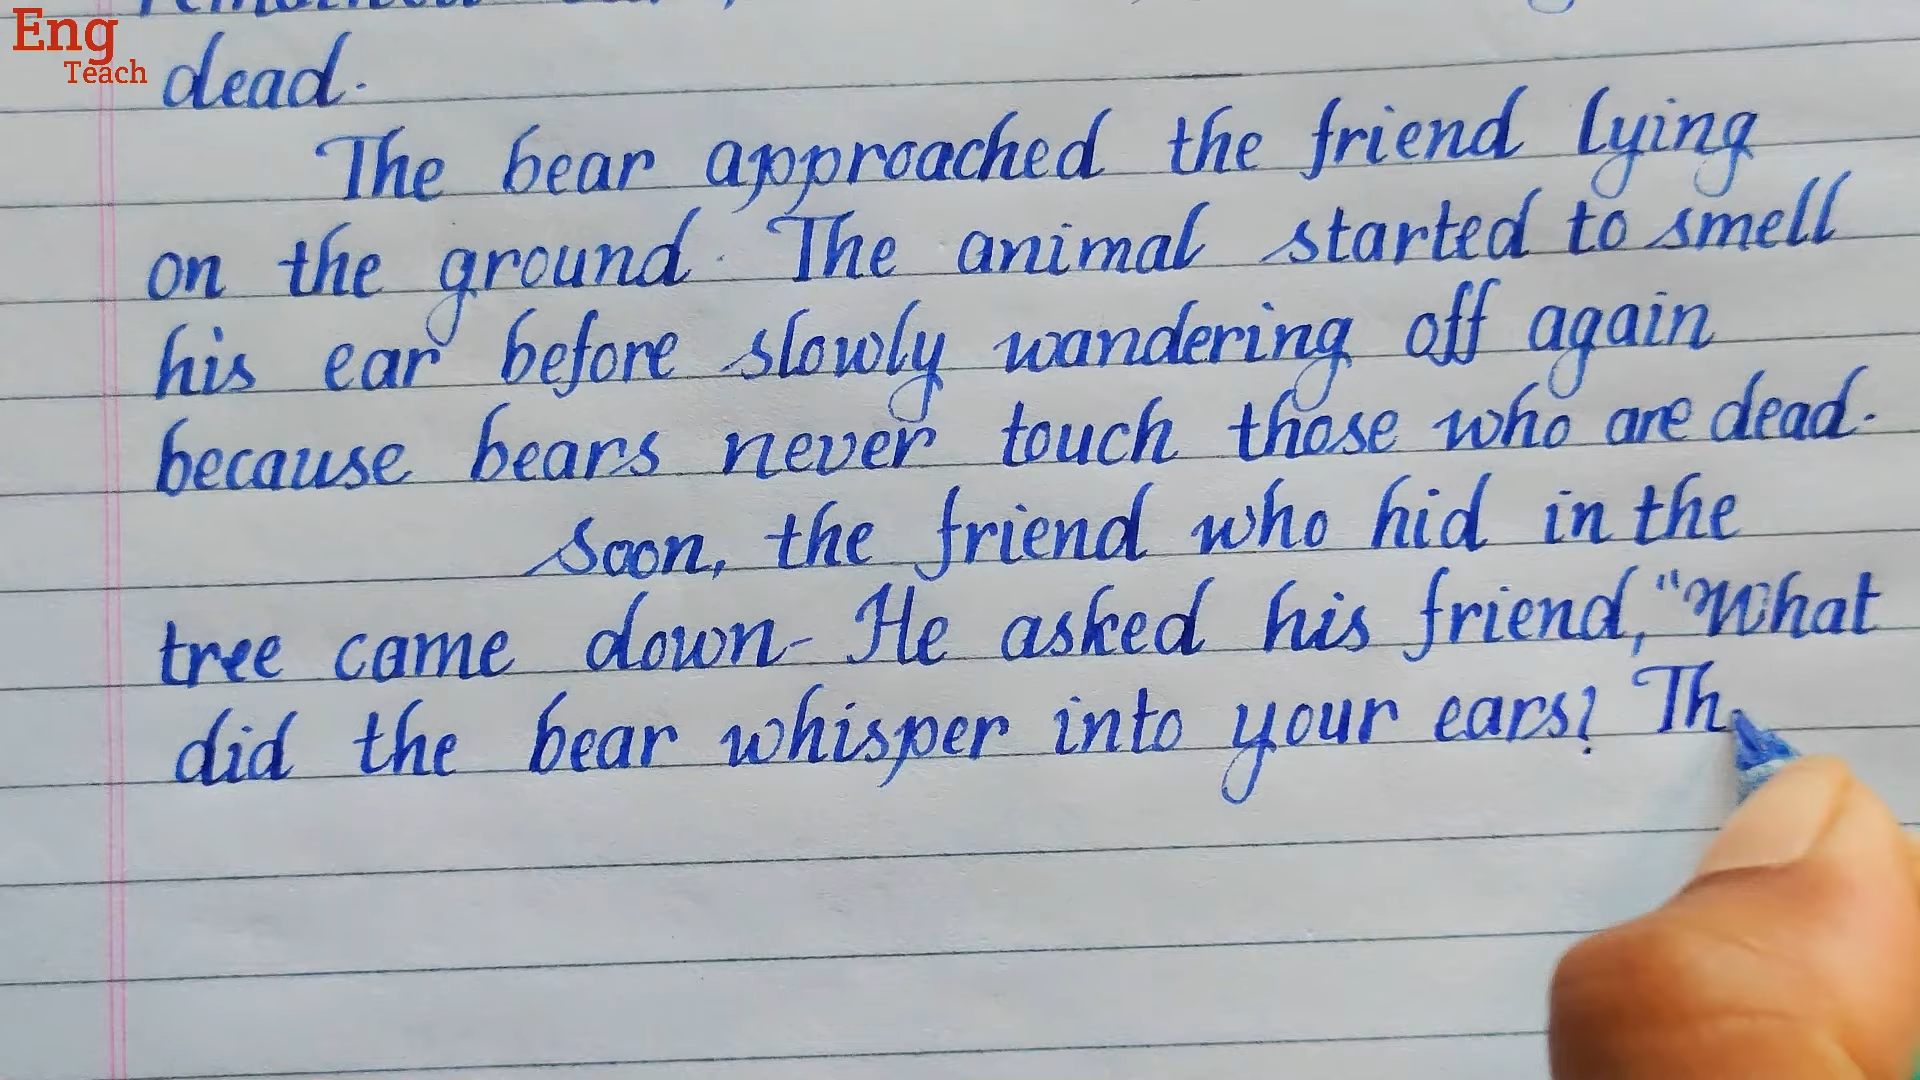 Eng
Teach
dead.
The bear approached the friend lying
on the ground. The animal started to smell
his ear before slowly wandering off again
because bears never touch those who are dead.
Soon, the friend who hid in the
tree came down- He asked his friend, "What
did the bear whisper into your ears? Th